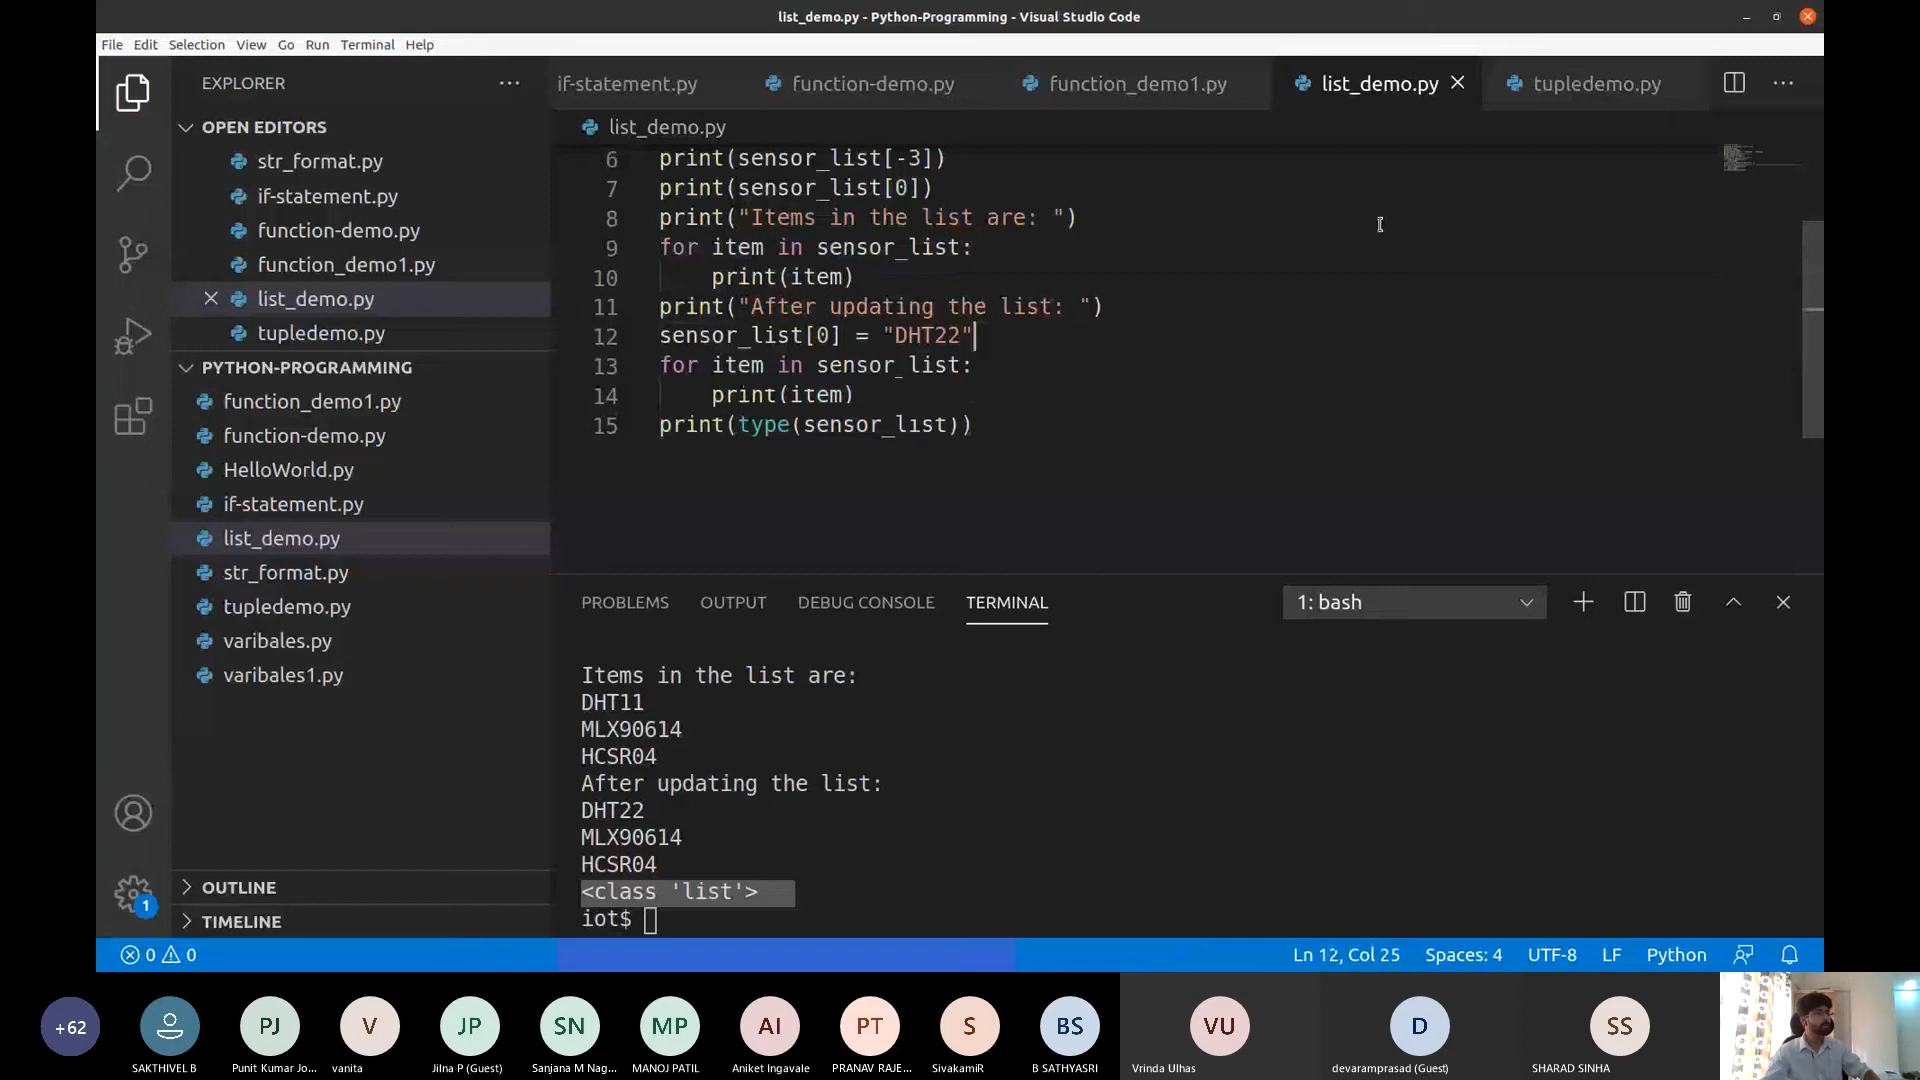 list_demo.py - Python-Programming - Visual Studio Code
File Edit Selection View Go Run Terminal Help
EXPLORER
OPEN EDITORS
str_format.py
if-statement.py
function-demo.py
function_demo1.py
list_demo.py
tupledemo.py
PYTHON-PROGRAMMING
function_demo1.py
function-demo.py
HelloWorld.py
if-statement.py
list_demo.py
str_format.py
tupledemo.py
varibales.py
varibales1.py
OUTLINE
TIMELINE
if-statement.py function-demo.py function_demo1.py list_demo.py tupledemo.py
list_demo.py
6 print(sensor_list[-3])
7 print(sensor_list[0])
8 print("Items in the list are: ")
9 for item in sensor_list:
10 print(item)
11 print("After updating the list: ")
12 sensor_list[0] = "DHT22"
13 for item in sensor_list:
14 print(item)
15 print(type(sensor_list))
PROBLEMS OUTPUT DEBUG CONSOLE TERMINAL
1: bash
Items in the list are:
DHT11
MLX90614
HCSR04
After updating the list:
DHT22
MLX90614
HCSR04
<class 'list'>
iot$
1
0 0
Ln 12, Col 25 Spaces: 4 UTF-8 LF Python
+62 PJ V JP SN MP AI PT S BS VU D SS
SAKTHIVEL B Punit Kumar Jo... vanita Jilna P (Guest) Sanjana M Nag... MANOJ PATIL Aniket Ingavale PRANAV RAJE... SivakamiR B SATHYASRI Vrinda Ulhas devaramprasad (Guest) SHARAD SINHA